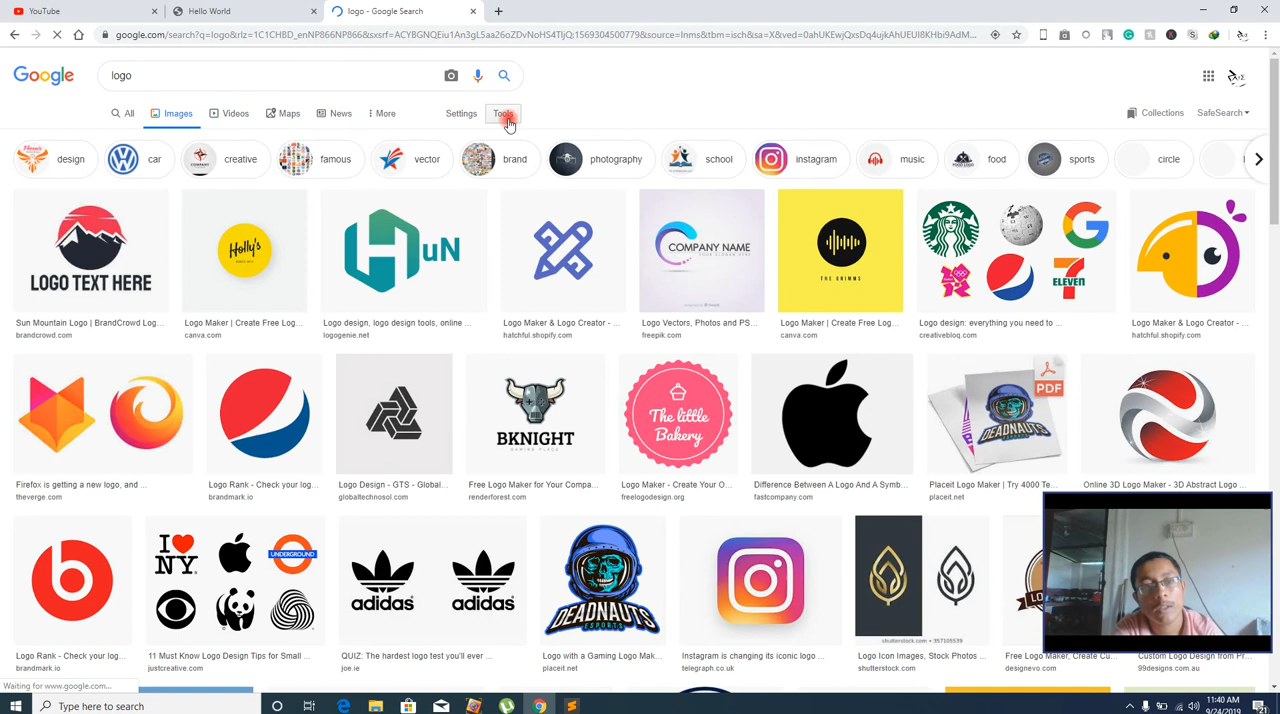 YouTube
Hello World
logo - Google Search
google.com/search?q=logo&rlz=1C1CHBD_enNP866NP866&sxsrf=ACYBGNQEiu1An3gL5aa26oZDvNoHS4TIjQ:1569304500779&source=lnms&tbm=isch&sa=X&ved=
Google
logo
All
Images
Videos
Maps
News
More
Settings
Tools
Collections
SafeSearch
design
car
creative
famous
vector
brand
photography
school
instagram
music
food
sports
circle
LOGO TEXT HERE
Holly's
HUN
COMPANY NAME
THE GRIMMS
ELEVEN
Sun Mountain Logo | BrandCrowd Log...
brandcrowd.com
Logo Maker | Create Free Log...
canva.com
Logo design, logo design tools, online ...
logogenie.net
Logo Maker & Logo Creator - ...
hatchful.shopify.com
Logo Vectors, Photos and PS...
freepik.com
Logo Maker | Create Free Log...
canva.com
Logo design: everything you need to ...
creativebloq.com
Logo Maker & Logo Creator - ...
hatchful.shopify.com
BKNIGHT
GAMING PLACE
The little
Bakery
PDF
DEADNAUTS
Firefox is getting a new logo, and ...
theverge.com
Logo Rank - Check your log...
brandmark.io
Logo Design - GTS - Global...
globaltechnosol.com
Free Logo Maker for Your Compa...
renderforest.com
Logo Maker - Create Your O...
freelogodesign.org
Difference Between A Logo And A Symb...
fastcompany.com
Placeit Logo Maker | Try 4000 Te...
placeit.net
Online 3D Logo Maker - 3D Abstract Logo ...
I ♥
NY
UNDERGROUND
adidas
adidas
DEADNAUTS
ESPORTS
shutterstock.com • 397105539
Logo Rank - Check your log...
brandmark.io
11 Must Know Logo Design Tips for Small ...
justcreative.com
QUIZ: The hardest logo test you'll ever ...
joe.ie
Logo with a Gaming Logo Mak...
placeit.net
Instagram is changing its iconic logo ...
telegraph.co.uk
Logo Icon Images, Stock Photos ...
shutterstock.com
Free Logo Maker, Create Cu...
designevo.com
Custom Logo Design from Pr...
99designs.com.au
Waiting for www.google.com...
Type here to search
11:40 AM
9/24/2019
21